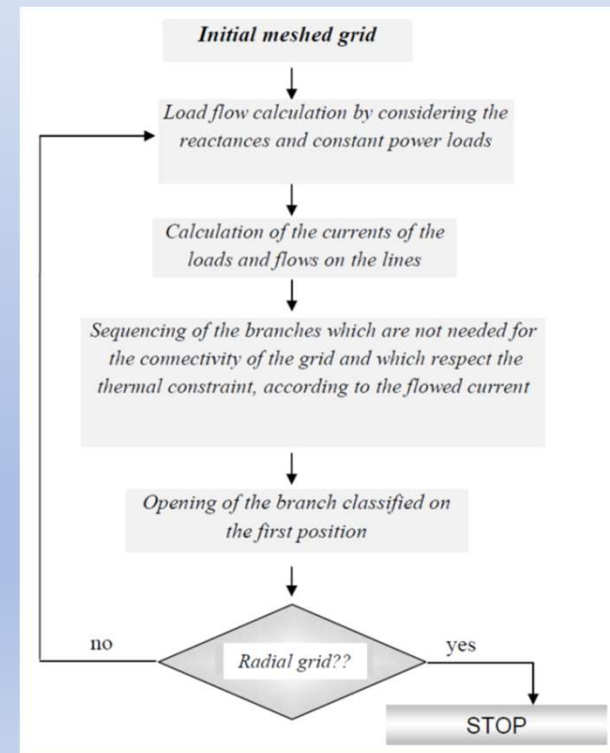 Initial meshed grid
Load flow calculation by considering the
reactances and constant power loads
Calculation of the currents of the
loads and flows on the lines
Sequencing of the branches which are not needed for
the connectivity of the grid and which respect the
thermal constraint, according to the flowed current
Opening of the branch classified on
the first position
no
Radial grid??
yes
STOP